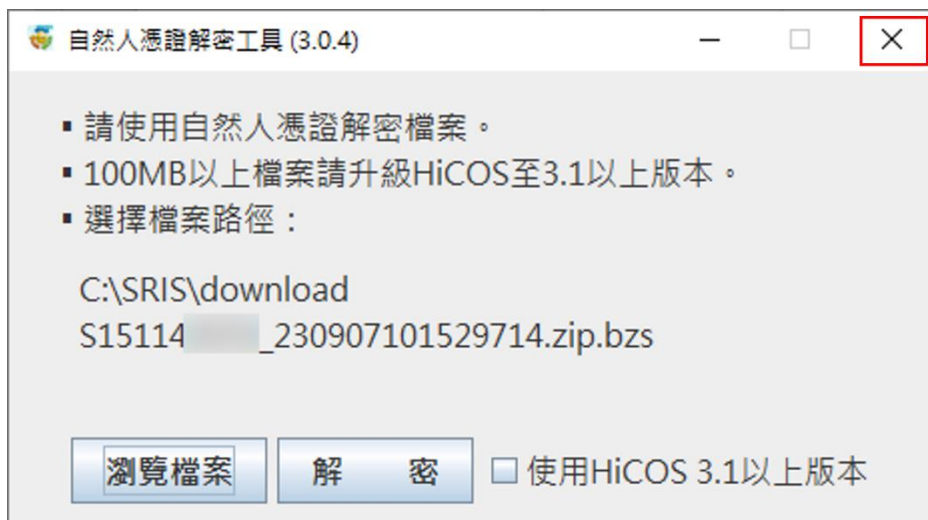 自然人憑證解密工具 (3.0.4)
▪ 請使用自然人憑證解密檔案。
▪ 100MB以上檔案請升級HiCOS至3.1以上版本。
▪ 選擇檔案路徑：
C:\SRIS\download
S15114 _230907101529714.zip.bzs
瀏覽檔案 解 密 使用HiCOS 3.1以上版本